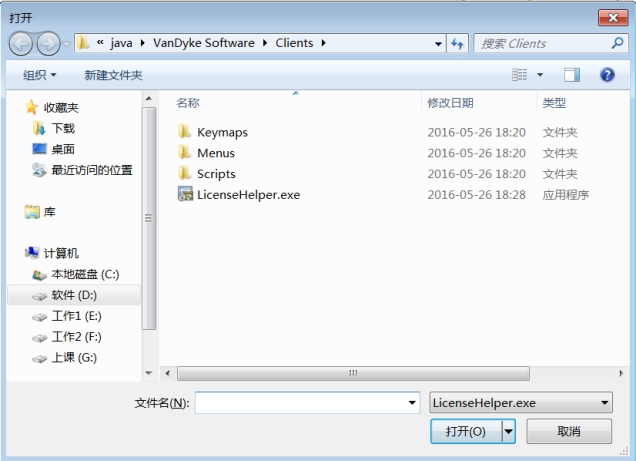 打开
« java ▸ VanDyke Software ▸ Clients ▸
搜索 Clients
组织 新建文件夹
名称 修改日期 类型
收藏夹
下载
桌面
最近访问的位置
库
计算机
本地磁盘 (C:)
软件 (D:)
工作1 (E:)
工作2 (F:)
上课 (G:)
Keymaps 2016-05-26 18:20 文件夹
Menus 2016-05-26 18:20 文件夹
Scripts 2016-05-26 18:20 文件夹
LicenseHelper.exe 2016-05-26 18:28 应用程序
文件名(N): LicenseHelper.exe
打开(O) 取消